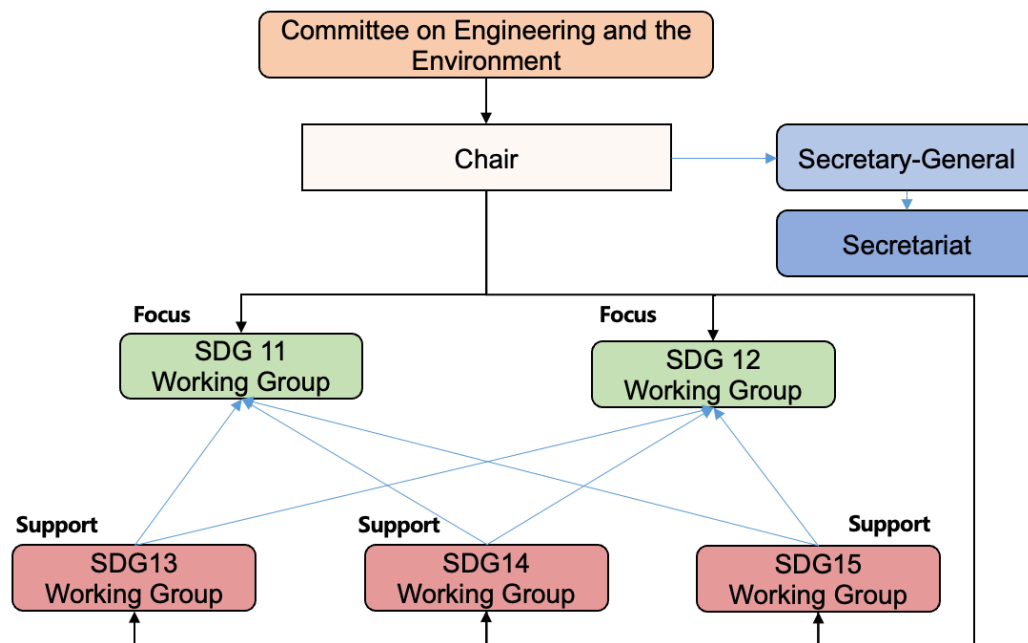 Committee on Engineering and the
Environment
Chair
Secretary-General
Secretariat
Focus
Focus
SDG 11
Working Group
SDG 12
Working Group
Support
Support
Support
SDG13
Working Group
SDG14
Working Group
SDG15
Working Group